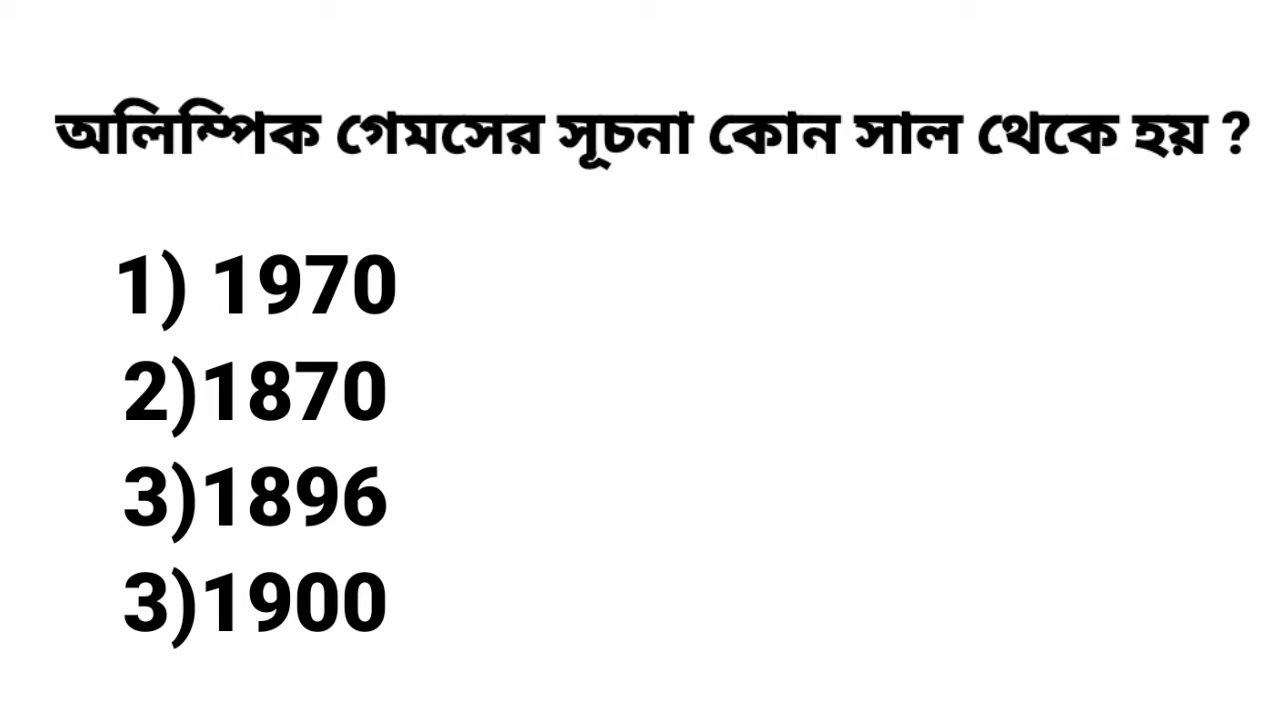 অলিম্পিক গেমসের সূচনা কোন সাল থেকে হয় ?
1) 1970
2)1870
3)1896
3)1900